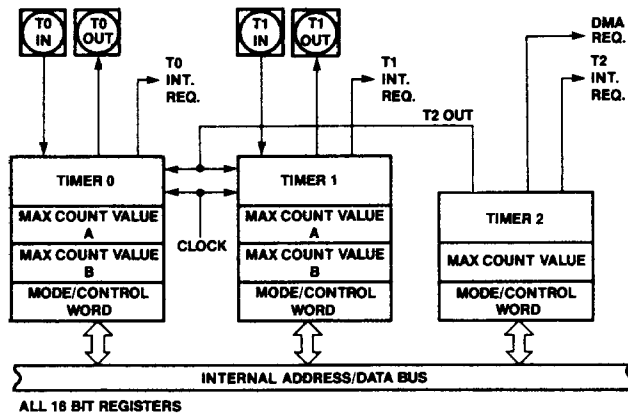 T0
IN
T0
OUT
T1
IN
T1
OUT
T0
INT.
REQ.
T1
INT.
REQ.
DMA
REQ.
T2
INT.
REQ.
T2 OUT
TIMER 0
MAX COUNT VALUE
A
MAX COUNT VALUE
B
MODE/CONTROL
WORD
CLOCK
TIMER 1
MAX COUNT VALUE
A
MAX COUNT VALUE
B
MODE/CONTROL
WORD
TIMER 2
MAX COUNT VALUE
MODE/CONTROL
WORD
INTERNAL ADDRESS/DATA BUS
ALL 16 BIT REGISTERS